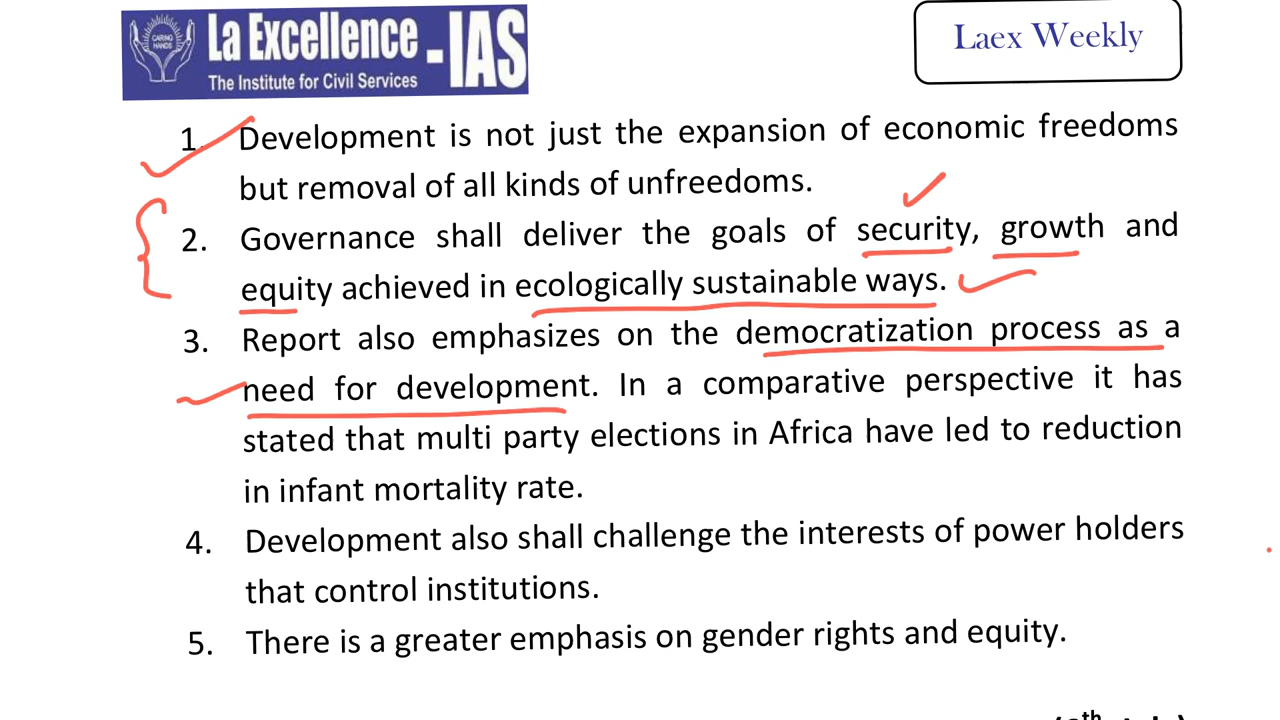 CARING HANDS
La Excellence -IAS
The Institute for Civil Services
Laex Weekly
1. Development is not just the expansion of economic freedoms
but removal of all kinds of unfreedoms.
2. Governance shall deliver the goals of security, growth and
equity achieved in ecologically sustainable ways.
3. Report also emphasizes on the democratization process as a
need for development. In a comparative perspective it has
stated that multi party elections in Africa have led to reduction
in infant mortality rate.
4. Development also shall challenge the interests of power holders
that control institutions.
5. There is a greater emphasis on gender rights and equity.